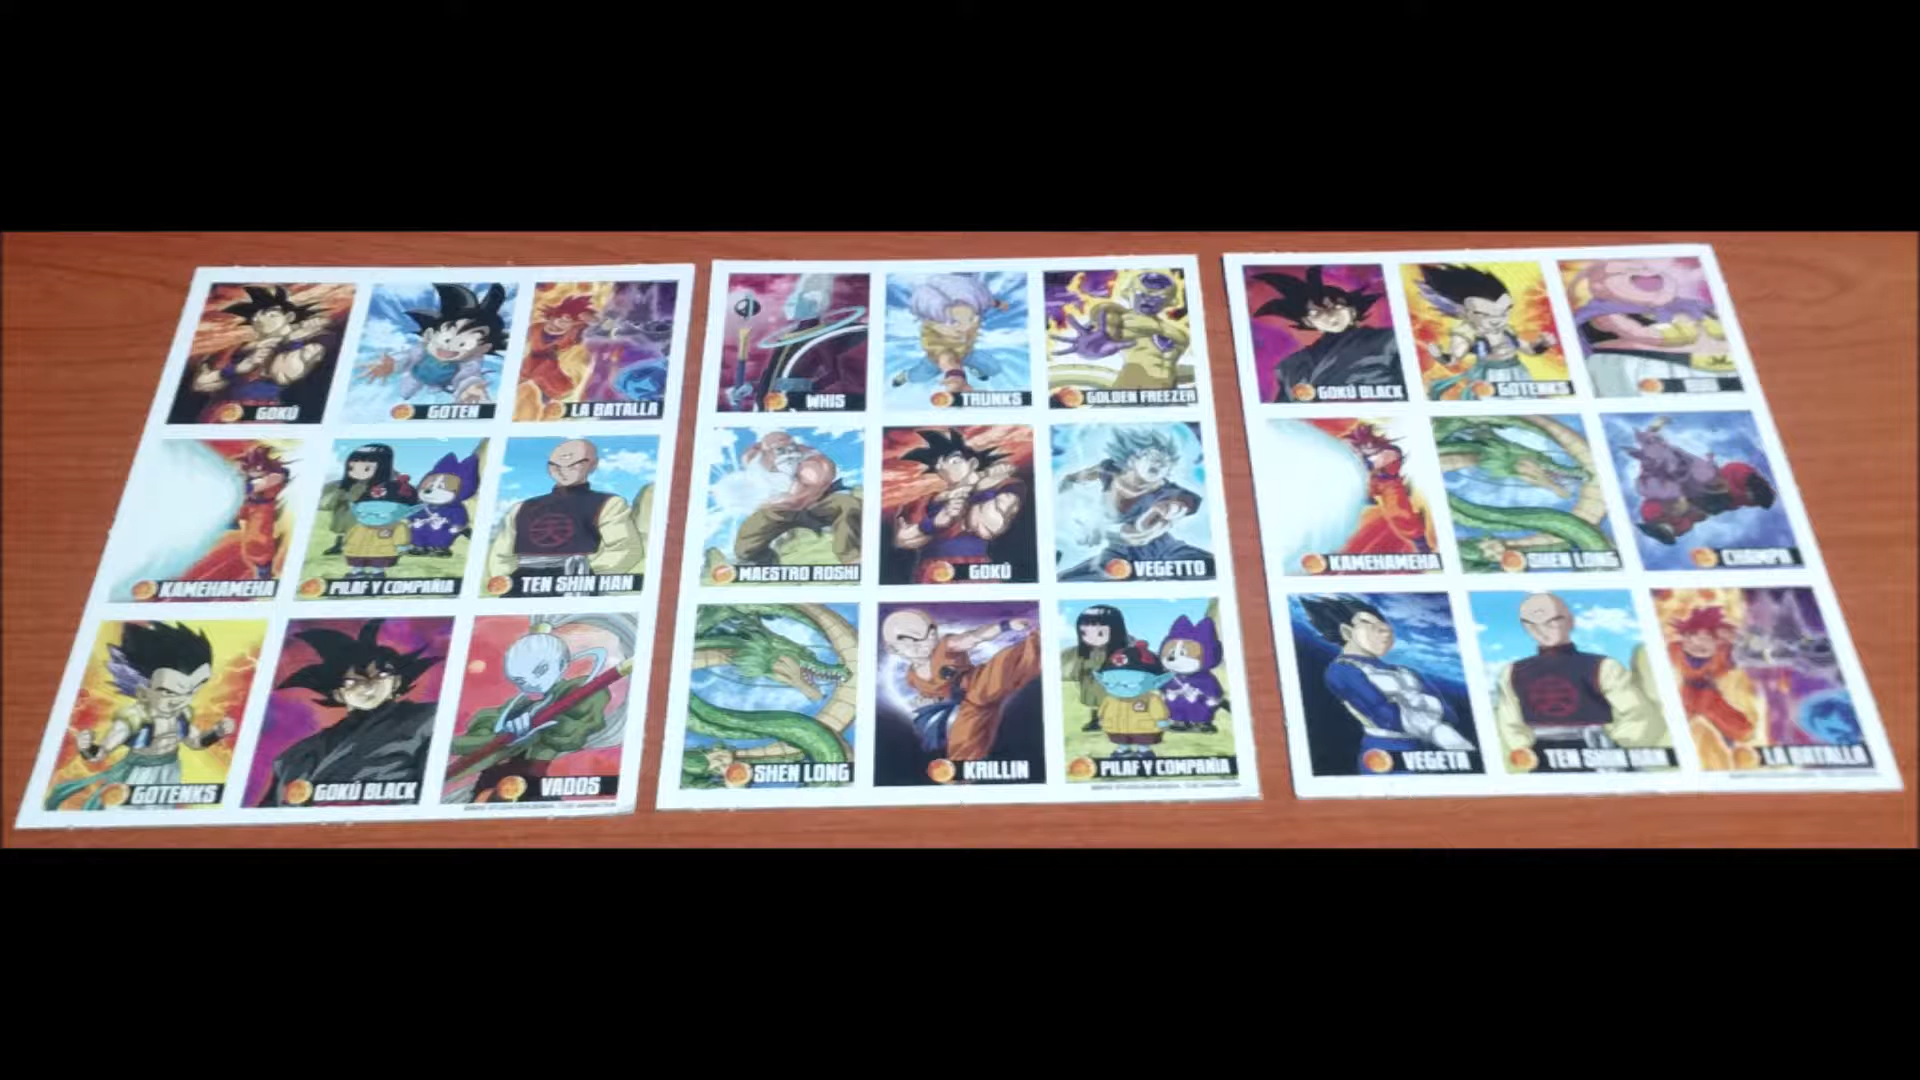 GOKÚ
GOTEN
LA BATALLA
KAMEHAMEHA
PILAF Y COMPAÑIA
TEN SHIN HAN
GOTENKS
GOKÚ BLACK
VADOS
WHIS
TRUNKS
GOLDEN FREEZER
MAESTRO ROSHI
GOKÚ
VEGETTO
SHEN LONG
KRILLIN
PILAF Y COMPAÑIA
GOKÚ BLACK
GOTENKS
KAMEHAMEHA
SHEN LONG
CHAMPA
VEGETA
TEN SHIN HAN
LA BATALLA